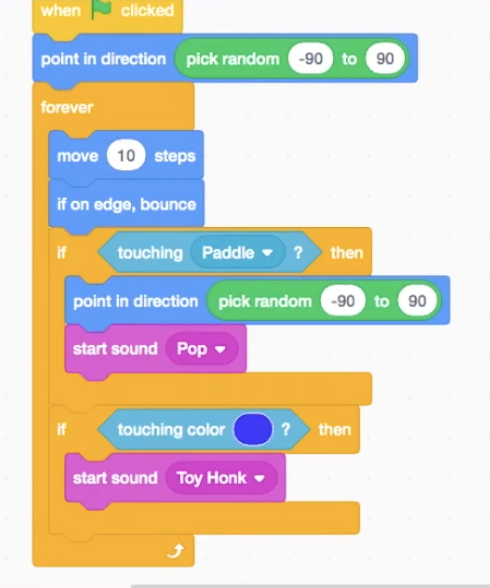 when clicked
point in direction pick random -90 to 90
forever
move 10 steps
if on edge, bounce
if touching Paddle ? then
point in direction pick random -90 to 90
start sound Pop
if touching color ? then
start sound Toy Honk